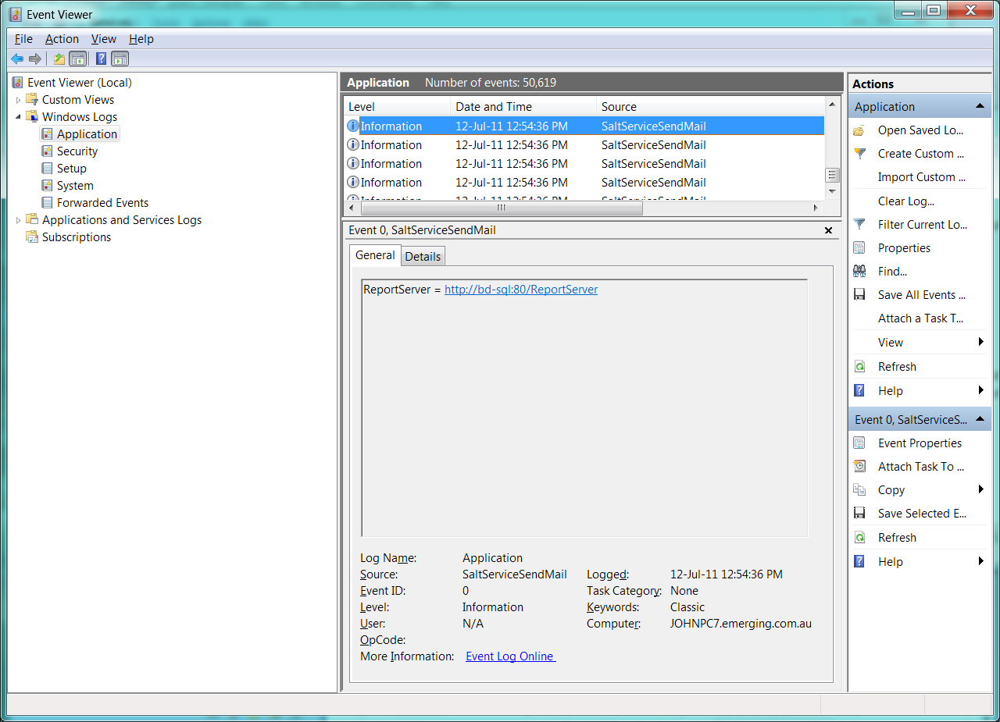 Event Viewer
File Action View Help
Event Viewer (Local)
Custom Views
Windows Logs
Application
Security
Setup
System
Forwarded Events
Applications and Services Logs
Subscriptions
Application Number of events: 50,619
Level Date and Time Source
Information 12-Jul-11 12:54:36 PM SaltServiceSendMail
Information 12-Jul-11 12:54:36 PM SaltServiceSendMail
Information 12-Jul-11 12:54:36 PM SaltServiceSendMail
Information 12-Jul-11 12:54:36 PM SaltServiceSendMail
Event 0, SaltServiceSendMail
General Details
ReportServer = http://bd-sql:80/ReportServer
Log Name: Application
Source: SaltServiceSendMail Logged: 12-Jul-11 12:54:36 PM
Event ID: 0 Task Category: None
Level: Information Keywords: Classic
User: N/A Computer: JOHNPC7.emerging.com.au
OpCode:
More Information: Event Log Online
Actions
Application
Open Saved Lo...
Create Custom ...
Import Custom ...
Clear Log...
Filter Current Lo...
Properties
Find...
Save All Events ...
Attach a Task T...
View
Refresh
Help
Event 0, SaltServiceS...
Event Properties
Attach Task To ...
Copy
Save Selected E...
Refresh
Help